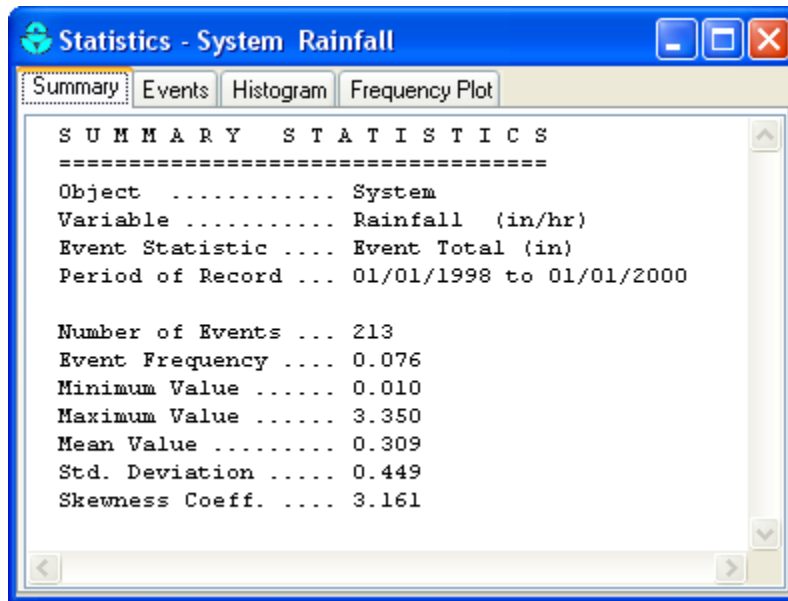 Statistics - System Rainfall
Summary Events Histogram Frequency Plot
S U M M A R Y   S T A T I S T I C S
======================================
Object ............ System
Variable ........... Rainfall (in/hr)
Event Statistic .... Event Total (in)
Period of Record ... 01/01/1998 to 01/01/2000
Number of Events ... 213
Event Frequency .... 0.076
Minimum Value ...... 0.010
Maximum Value ...... 3.350
Mean Value ......... 0.309
Std. Deviation ..... 0.449
Skewness Coeff. .... 3.161